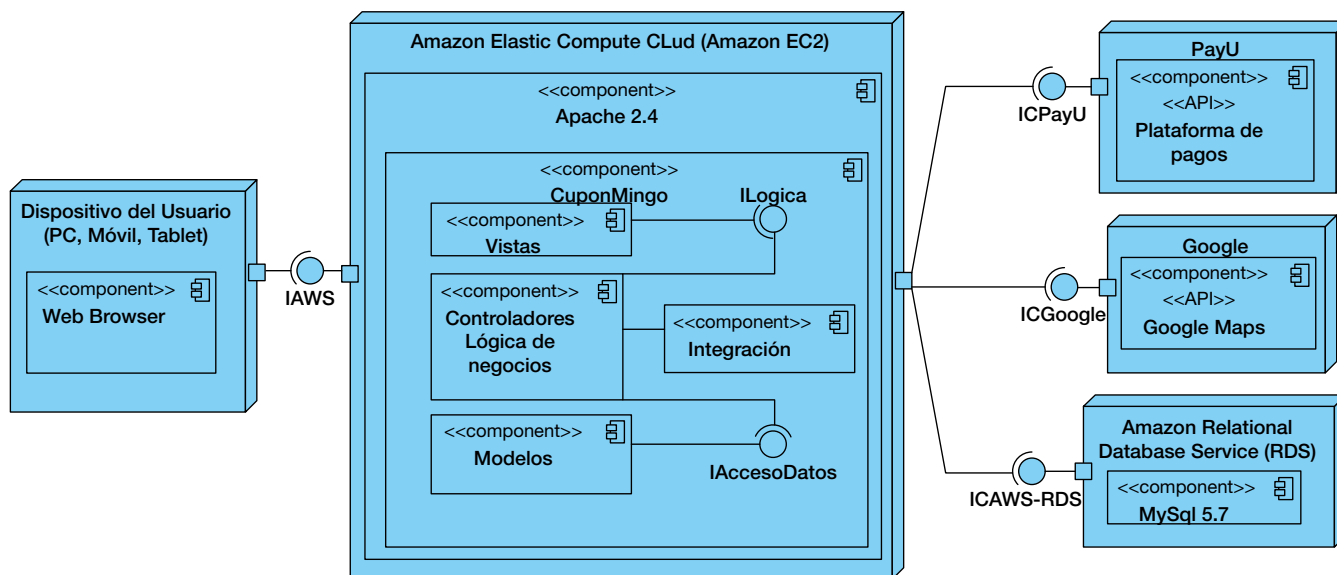 Dispositivo del Usuario
(PC, Móvil, Tablet)
<<component>>
Web Browser
IAWS
Amazon Elastic Compute CLud (Amazon EC2)
<<component>>
Apache 2.4
<<component>>
CuponMingo
<<component>>
Vistas
ILogica
<<component>>
Controladores
Lógica de
negocios
<<component>>
Integración
<<component>>
Modelos
IAccesoDatos
ICPayU
PayU
<<component>>
<<API>>
Plataforma de
pagos
ICGoogle
Google
<<component>>
<<API>>
Google Maps
ICAWS-RDS
Amazon Relational
Database Service (RDS)
<<component>>
MySql 5.7